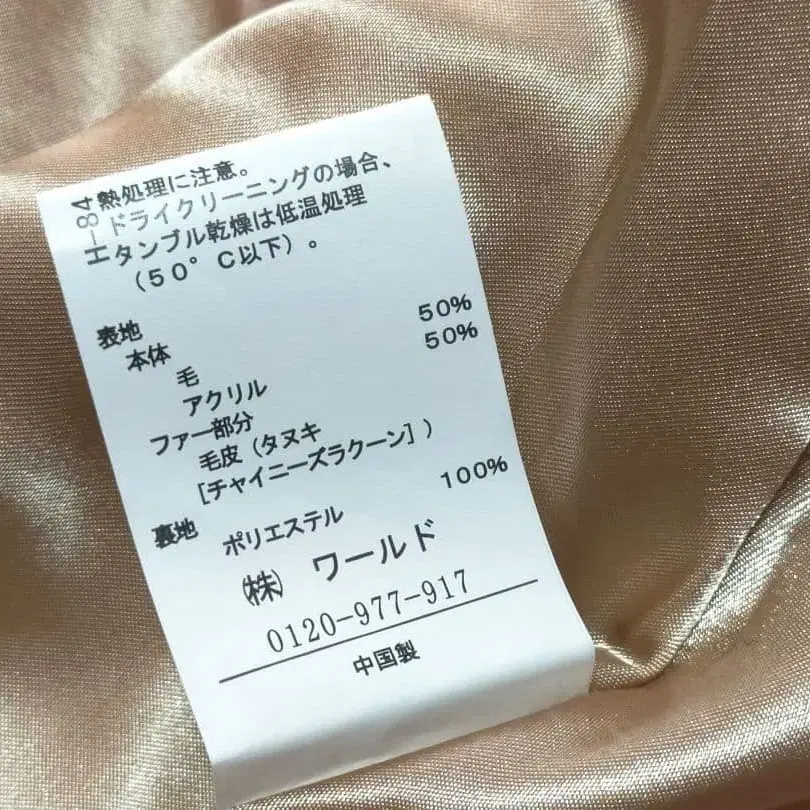 H-84
熱処理に注意。
ドライクリーニングの場合、
タンブル乾燥は低温処理
（５０°Ｃ以下）。
表地
本体
毛 50%
アクリル 50%
ファー部分
毛皮（タヌキ
[チャイニーズラクーン]）
裏地
ポリエステル 100%
㈱ ワールド
0120-977-917
中国製